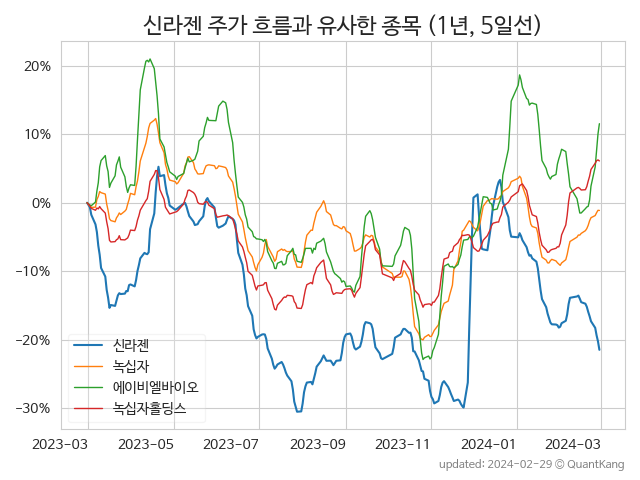 신라젠 주가 흐름과 유사한 종목 (1년, 5일선)
20%
10%
0%
−10%
−20%
−30%
신라젠
녹십자
에이비엘바이오
녹십자홀딩스
2023-03 2023-05 2023-07 2023-09 2023-11 2024-01 2024-03
updated: 2024-02-29 © QuantKang